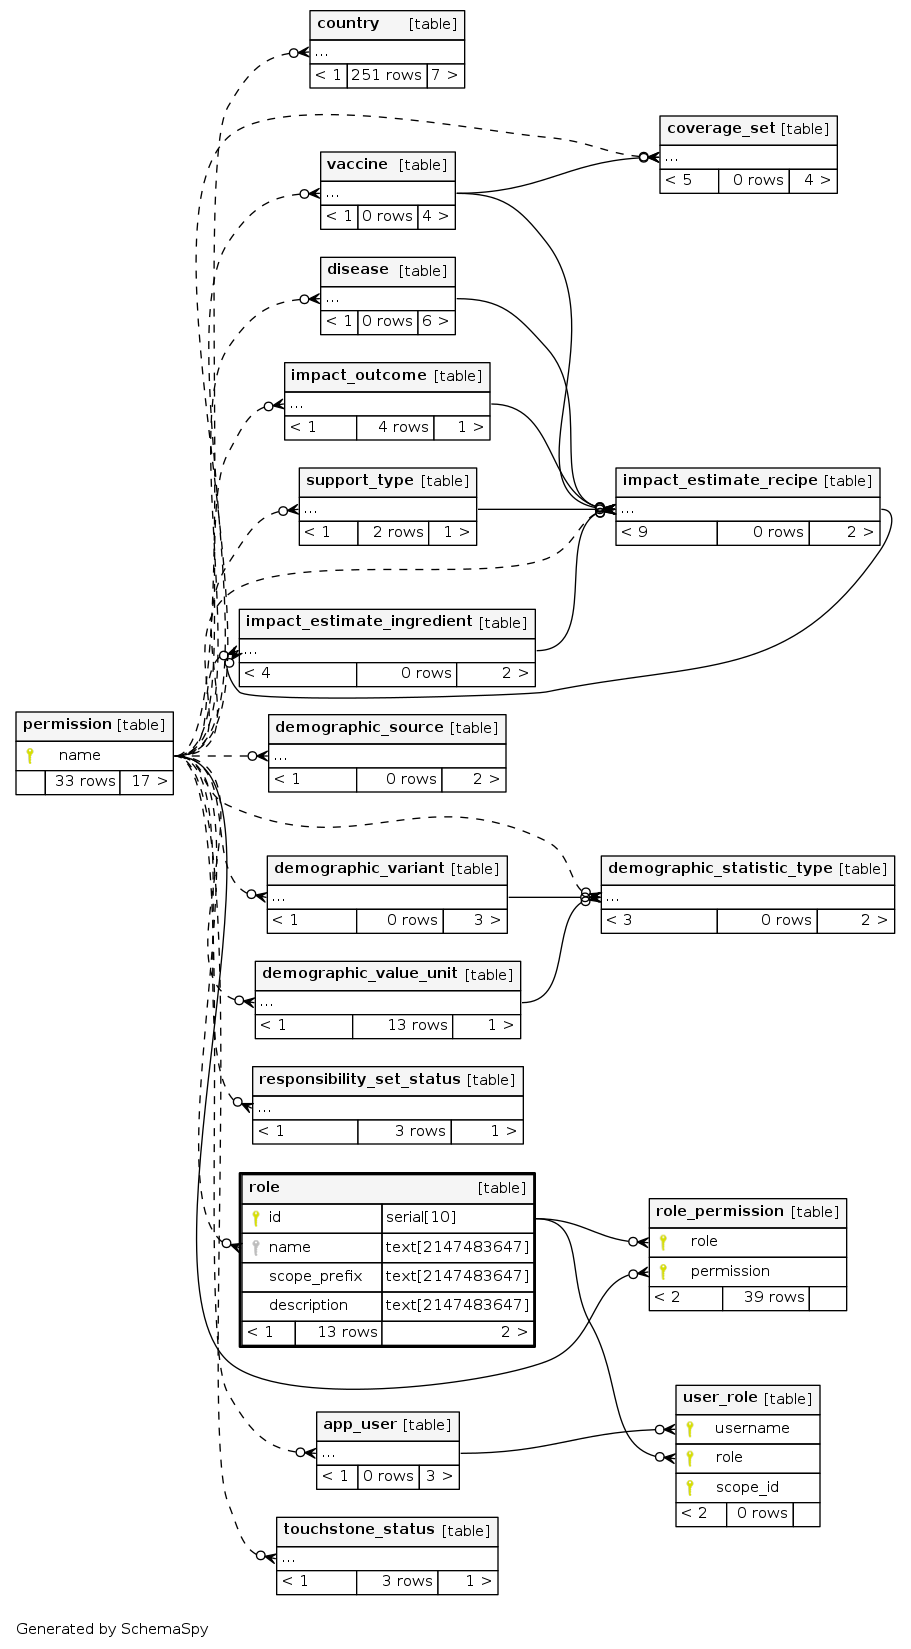 country [table]
...
< 1 251 rows 7 >
coverage_set [table]
...
< 5 0 rows 4 >
vaccine [table]
...
< 1 0 rows 4 >
disease [table]
...
< 1 0 rows 6 >
impact_outcome [table]
...
< 1 4 rows 1 >
support_type [table]
...
< 1 2 rows 1 >
impact_estimate_recipe [table]
...
< 9 0 rows 2 >
impact_estimate_ingredient [table]
...
< 4 0 rows 2 >
permission [table]
name
33 rows 17 >
demographic_source [table]
...
< 1 0 rows 2 >
demographic_variant [table]
...
< 1 0 rows 3 >
demographic_statistic_type [table]
...
< 3 0 rows 2 >
demographic_value_unit [table]
...
< 1 13 rows 1 >
responsibility_set_status [table]
...
< 1 3 rows 1 >
role [table]
id serial[10]
name text[2147483647]
scope_prefix text[2147483647]
description text[2147483647]
< 1 13 rows 2 >
role_permission [table]
role
permission
< 2 39 rows
user_role [table]
username
role
scope_id
< 2 0 rows
app_user [table]
...
< 1 0 rows 3 >
touchstone_status [table]
...
< 1 3 rows 1 >
Generated by SchemaSpy